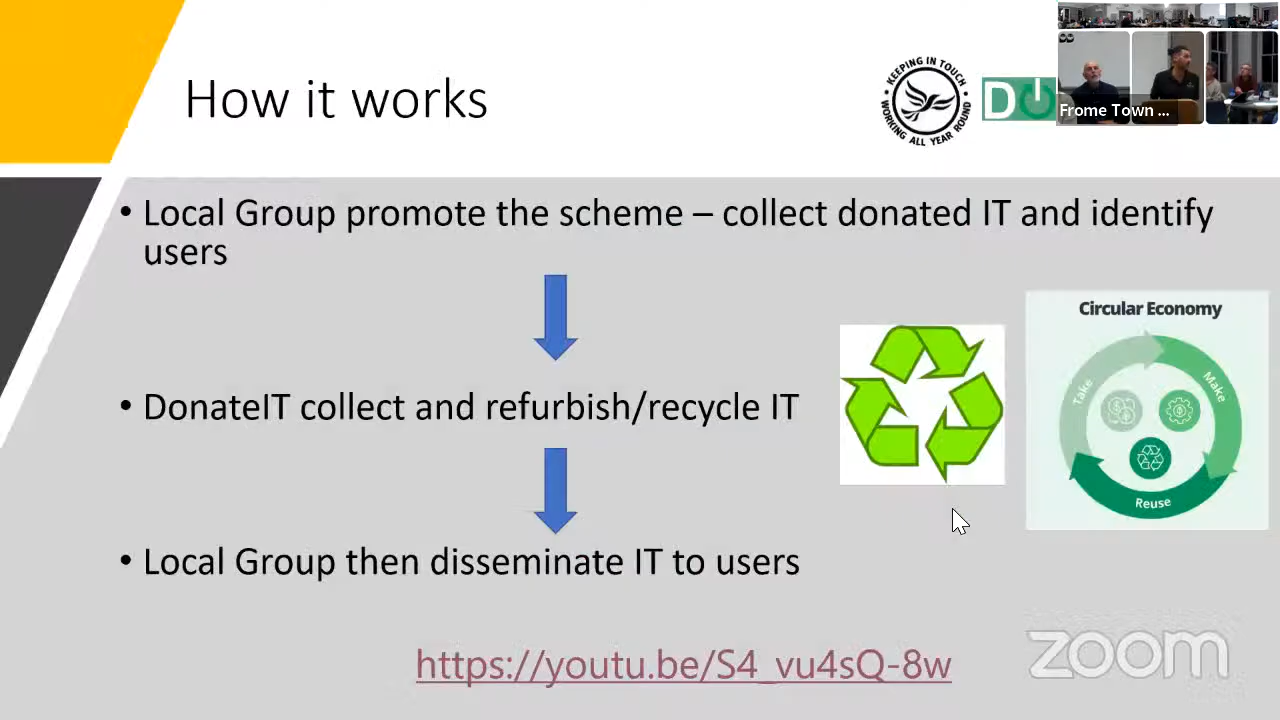 How it works
KEEPING IN TOUCH
WORKING ALL YEAR ROUND
D
Frome Town ...
• Local Group promote the scheme – collect donated IT and identify
users
Circular Economy
Take
Make
Reuse
• DonateIT collect and refurbish/recycle IT
• Local Group then disseminate IT to users
https://youtu.be/S4_vu4sQ-8w
zoom